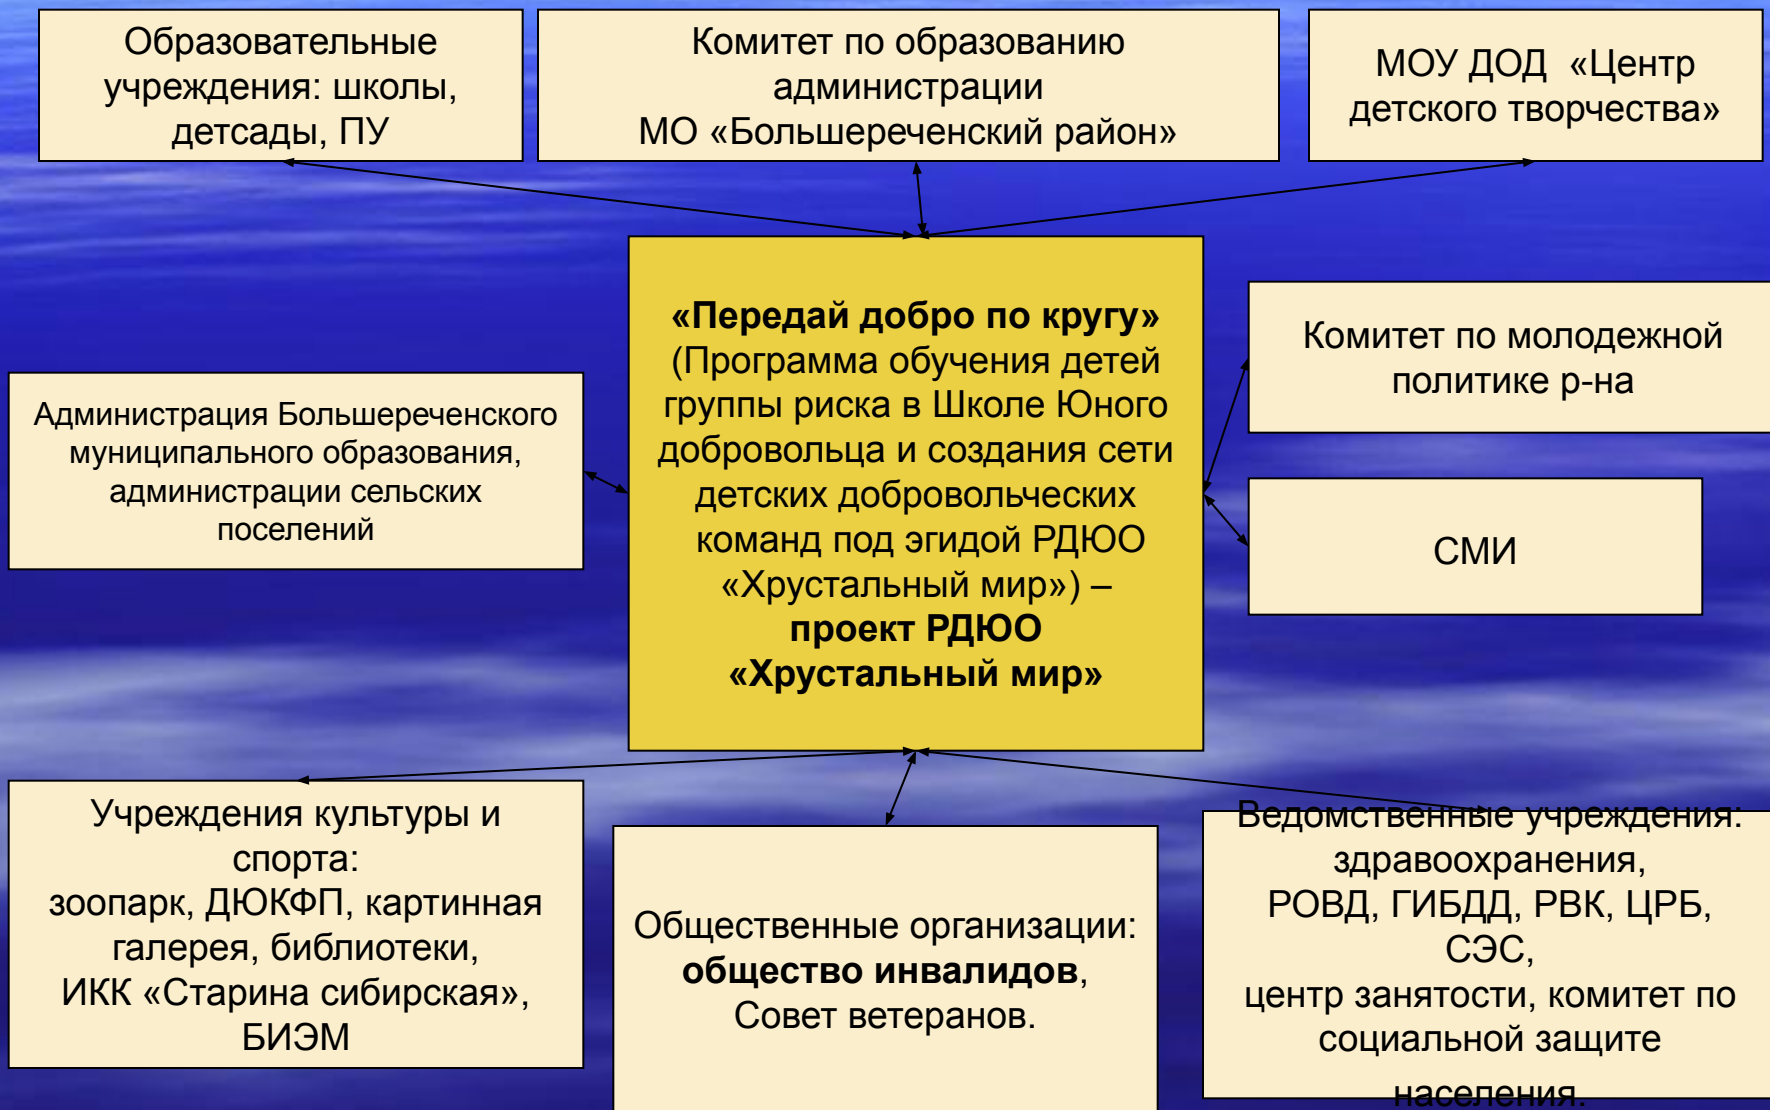 Образовательные
учреждения: школы,
детсады, ПУ
Комитет по образованию
администрации
МО «Большереченский район»
МОУ ДОД «Центр
детского творчества»
«Передай добро по кругу»
(Программа обучения детей
группы риска в Школе Юного
добровольца и создания сети
детских добровольческих
команд под эгидой РДЮО
«Хрустальный мир») –
проект РДЮО
«Хрустальный мир»
Комитет по молодежной
политике р-на
Администрация Большереченского
муниципального образования,
администрации сельских
поселений
СМИ
Учреждения культуры и
спорта:
зоопарк, ДЮКФП, картинная
галерея, библиотеки,
ИКК «Старина сибирская»,
БИЭМ
Общественные организации:
общество инвалидов,
Совет ветеранов.
Ведомственные учреждения:
здравоохранения,
РОВД, ГИБДД, РВК, ЦРБ,
СЭС,
центр занятости, комитет по
социальной защите
населения.